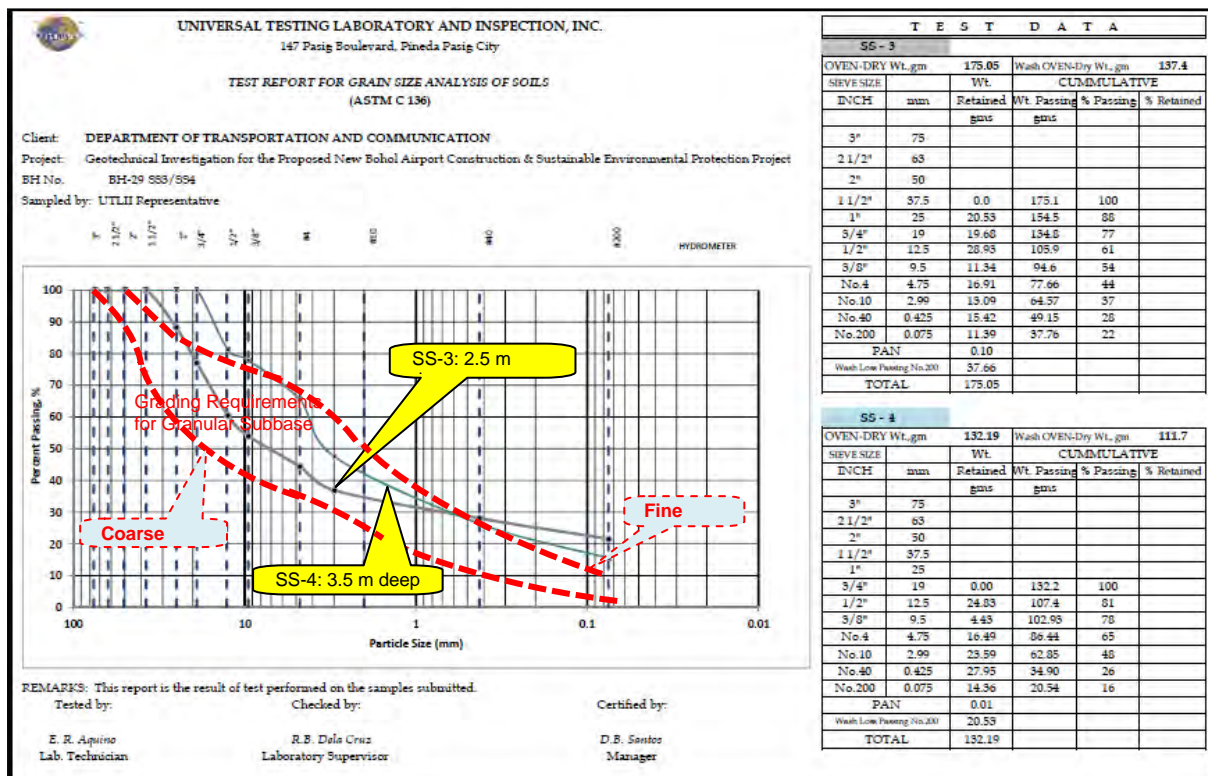 UNIVERSAL TESTING LABORATORY AND INSPECTION, INC.
147 Pasig Boulevard, Pineda Pasig City
TEST REPORT FOR GRAIN SIZE ANALYSIS OF SOILS
(ASTM C 136)
Client: DEPARTMENT OF TRANSPORTATION AND COMMUNICATION
Project: Geotechnical Investigation for the Proposed New Bohol Airport Construction & Sustainable Environmental Protection Project
BH No. BH-29 SS3/SS4
Sampled by: UTLII Representative
3" 2 1/2" 2" 1 1/2" 1" 3/4" 1/2" 3/8" #4 #10 #40 #200 HYDROMETER
100
90
80
70
60
50
40
30
20
10
0
Percent Passing, %
100 10 1 0.1 0.01
Particle Size (mm)
SS-3: 2.5 m
Grading Requirements
for Granular Subbase
Coarse
Fine
SS-4: 3.5 m deep
REMARKS: This report is the result of test performed on the samples submitted.
Tested by: Checked by: Certified by:
E. R. Aquino R.B. Dela Cruz D.B. Santos
Lab. Technician Laboratory Supervisor Manager
T E S T D A T A
SS - 3
OVEN-DRY Wt.,gm 175.05 Wash OVEN-Dry Wt., gm 137.4
SIEVE SIZE Wt. CUMMULATIVE
INCH mm Retained Wt. Passing % Passing % Retained
gms gms
3" 75
2 1/2" 63
2" 50
1 1/2" 37.5 0.0 175.1 100
1" 25 20.53 154.5 88
3/4" 19 19.68 134.8 77
1/2" 12.5 28.93 105.9 61
3/8" 9.5 11.34 94.6 54
No.4 4.75 16.91 77.66 44
No.10 2.99 13.09 64.57 37
No.40 0.425 15.42 49.15 28
No.200 0.075 11.39 37.76 22
PAN 0.10
Wash Loss Passing No.200 37.66
TOTAL 175.05
SS - 4
OVEN-DRY Wt.,gm 132.19 Wash OVEN-Dry Wt., gm 111.7
SIEVE SIZE Wt. CUMMULATIVE
INCH mm Retained Wt. Passing % Passing % Retained
gms gms
3" 75
2 1/2" 63
2" 50
1 1/2" 37.5
1" 25
3/4" 19 0.00 132.2 100
1/2" 12.5 24.83 107.4 81
3/8" 9.5 4.43 102.93 78
No.4 4.75 16.49 86.44 65
No.10 2.99 23.59 62.85 48
No.40 0.425 27.95 34.90 26
No.200 0.075 14.36 20.54 16
PAN 0.01
Wash Loss Passing No.200 20.53
TOTAL 132.19